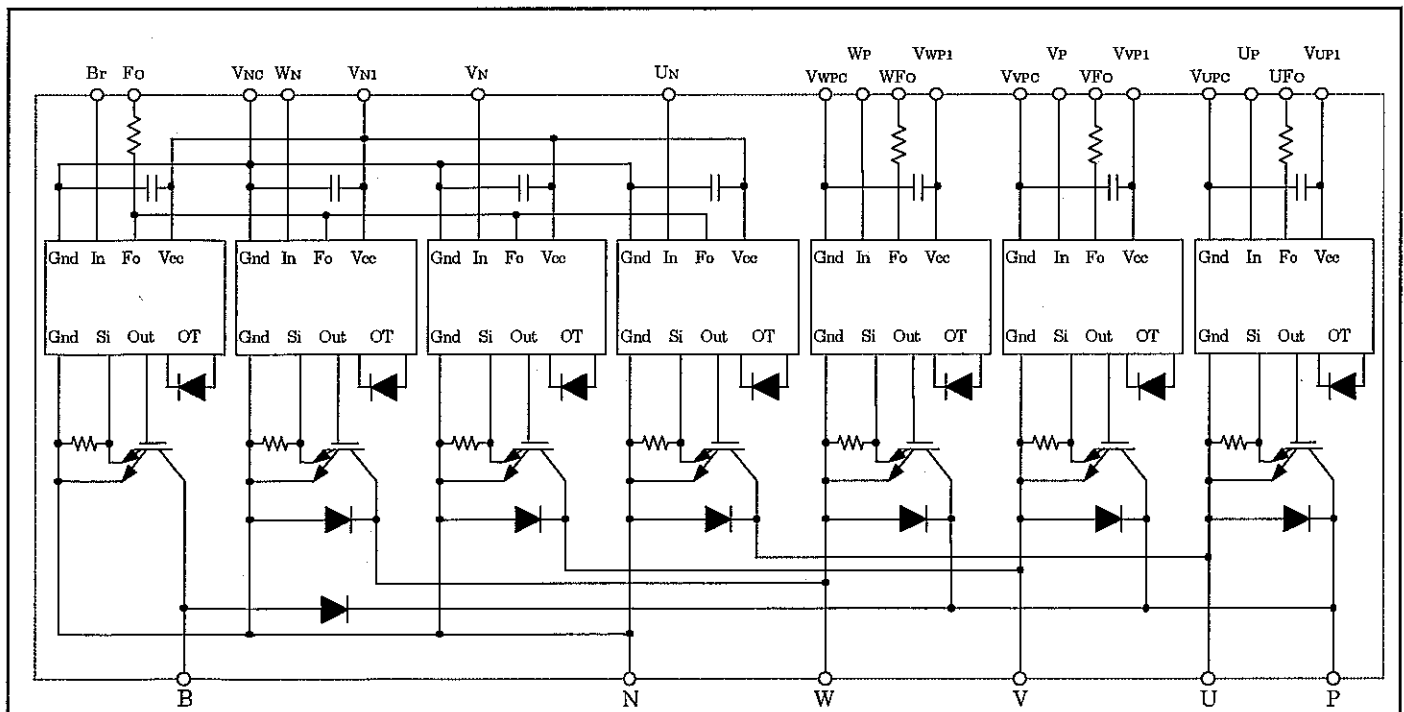 Br Fo VNC WN VN1 VN UN VWPC WP WFo VWP1 VVPC VP VFo VVP1 VUPC UP UFo VUP1
Gnd In Fo Vcc Gnd In Fo Vcc Gnd In Fo Vcc Gnd In Fo Vcc Gnd In Fo Vcc Gnd In Fo Vcc Gnd In Fo Vcc
Gnd Si Out OT Gnd Si Out OT Gnd Si Out OT Gnd Si Out OT Gnd Si Out OT Gnd Si Out OT Gnd Si Out OT
B N W V U P